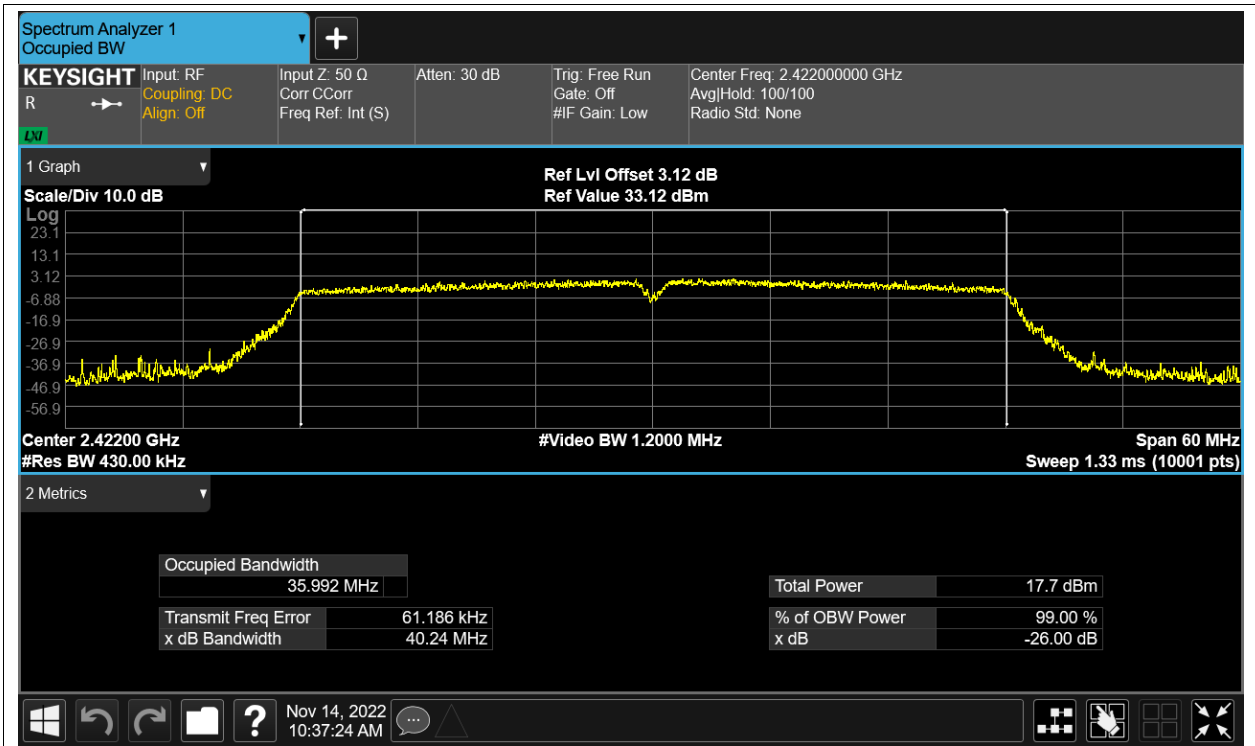 Spectrum Analyzer 1
Occupied BW
KEYSIGHT
R
LXI
Input: RF
Coupling: DC
Align: Off
Input Z: 50 Ω
Corr CCorr
Freq Ref: Int (S)
Atten: 30 dB
Trig: Free Run
Gate: Off
#IF Gain: Low
Center Freq: 2.422000000 GHz
Avg|Hold: 100/100
Radio Std: None
1 Graph
Scale/Div 10.0 dB
Ref Lvl Offset 3.12 dB
Ref Value 33.12 dBm
Log
23.1
13.1
3.12
-6.88
-16.9
-26.9
-36.9
-46.9
-56.9
Center 2.42200 GHz
#Video BW 1.2000 MHz
Span 60 MHz
#Res BW 430.00 kHz
Sweep 1.33 ms (10001 pts)
2 Metrics
Occupied Bandwidth
35.992 MHz
Total Power 17.7 dBm
Transmit Freq Error 61.186 kHz
% of OBW Power 99.00 %
x dB Bandwidth 40.24 MHz
x dB -26.00 dB
?
Nov 14, 2022
10:37:24 AM